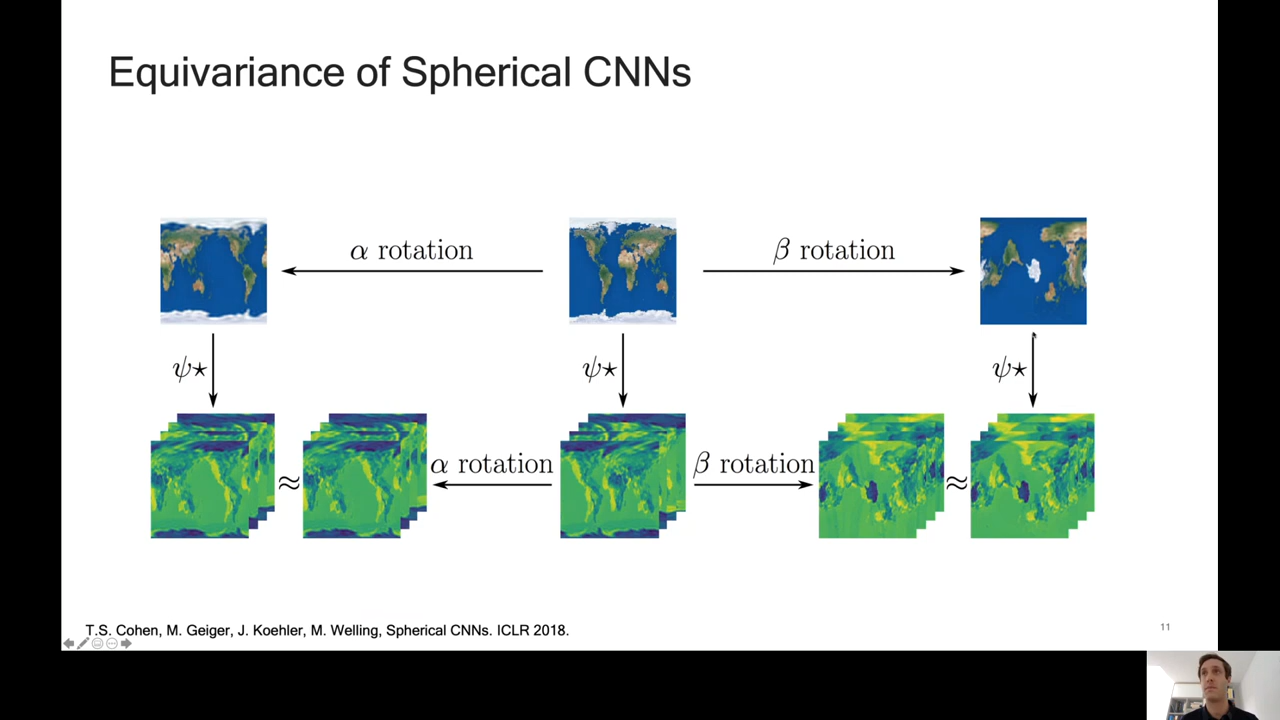 Equivariance of Spherical CNNs
α rotation
β rotation
ψ⋆
ψ⋆
ψ⋆
≈
α rotation
β rotation
≈
T.S. Cohen, M. Geiger, J. Koehler, M. Welling, Spherical CNNs. ICLR 2018.
11